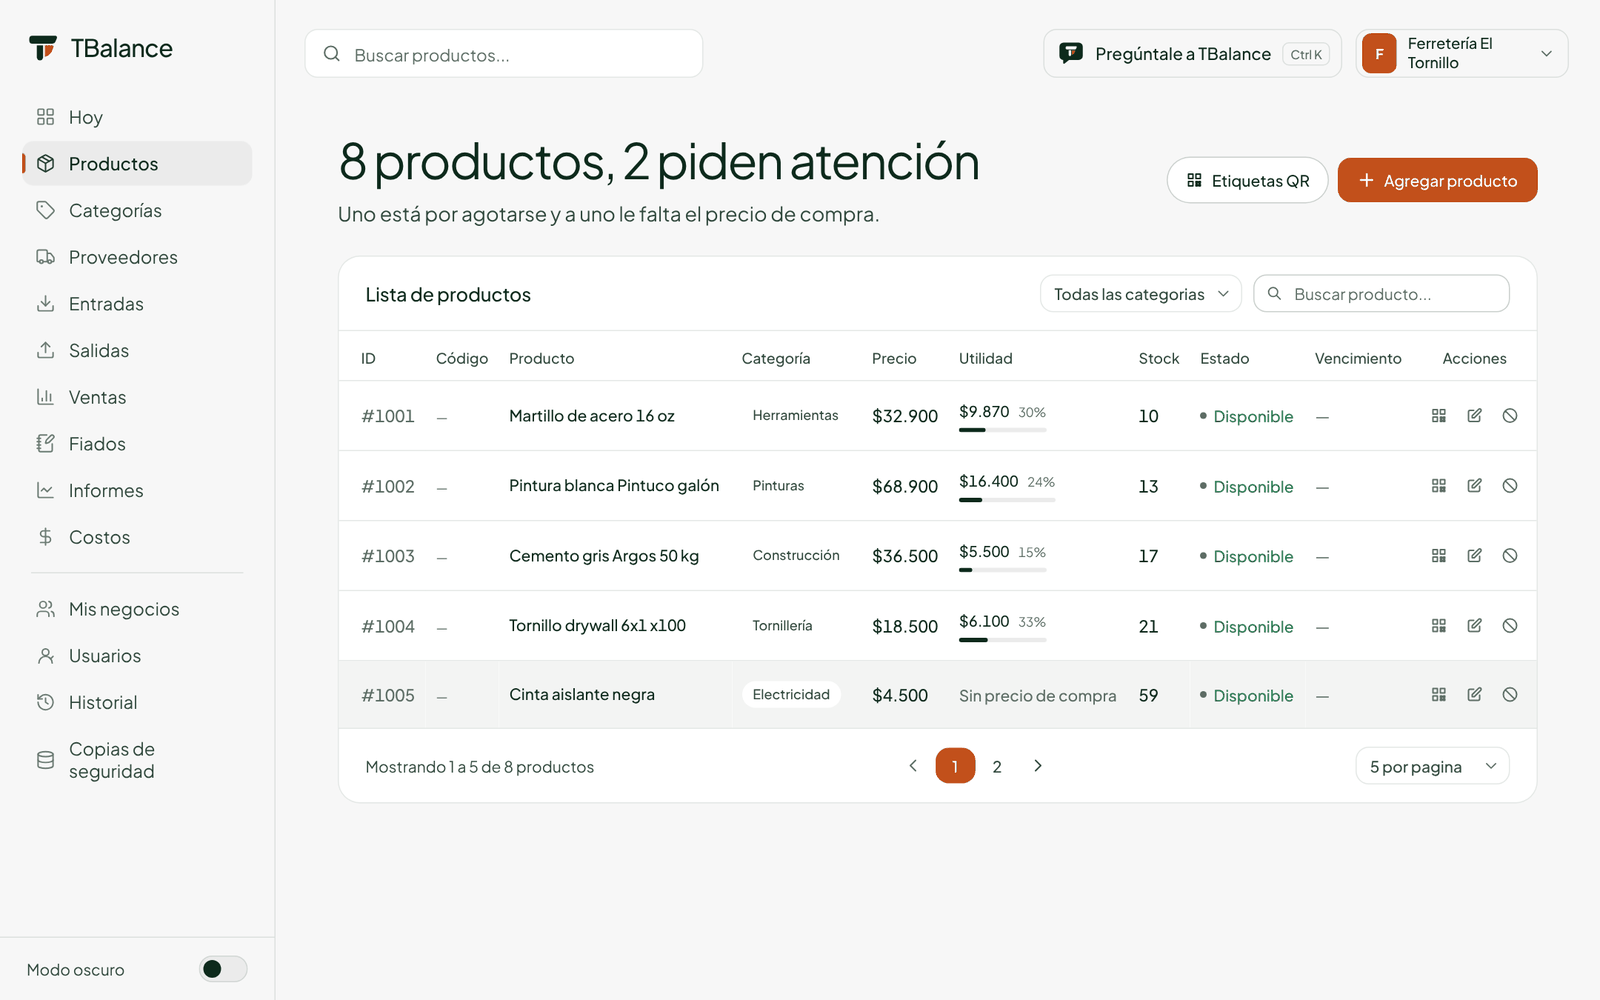 TBalance
Buscar productos...
Pregúntale a TBalance
Ctrl K
F
Ferretería El
Tornillo
Hoy
Productos
Categorías
Proveedores
Entradas
Salidas
Ventas
Fiados
Informes
Costos
Mis negocios
Usuarios
Historial
Copias de
seguridad
Modo oscuro
8 productos, 2 piden atención
Uno está por agotarse y a uno le falta el precio de compra.
Etiquetas QR
+ Agregar producto
Lista de productos
Todas las categorias
Buscar producto...
ID Código Producto Categoría Precio Utilidad Stock Estado Vencimiento Acciones
#1001 — Martillo de acero 16 oz Herramientas $32.900 $9.870 30% 10 Disponible —
#1002 — Pintura blanca Pintuco galón Pinturas $68.900 $16.400 24% 13 Disponible —
#1003 — Cemento gris Argos 50 kg Construcción $36.500 $5.500 15% 17 Disponible —
#1004 — Tornillo drywall 6x1 x100 Tornillería $18.500 $6.100 33% 21 Disponible —
#1005 — Cinta aislante negra Electricidad $4.500 Sin precio de compra 59 Disponible —
Mostrando 1 a 5 de 8 productos
1 2
5 por pagina